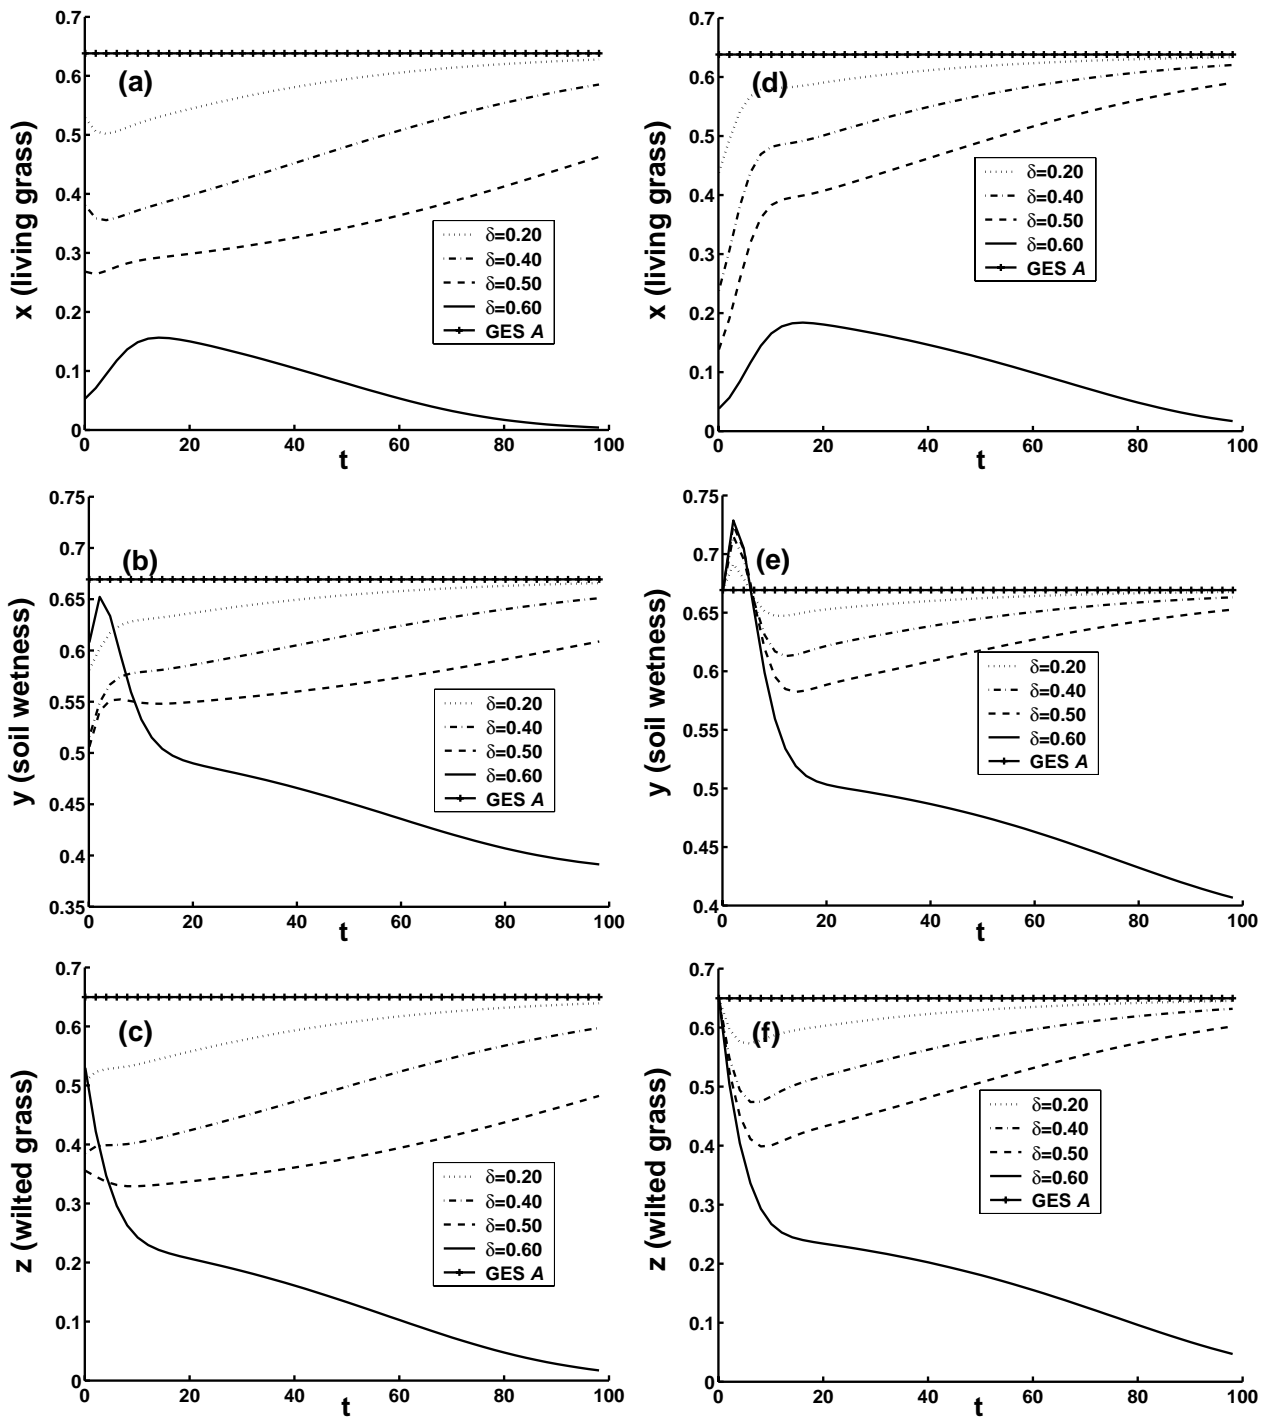 0.7
0.6
0.5
0.4
0.3
0.2
0.1
0
x (living grass)
(a)
δ=0.20
δ=0.40
δ=0.50
δ=0.60
GES A
0 20 40 60 80 100
t
0.7
0.6
0.5
0.4
0.3
0.2
0.1
0
x (living grass)
(d)
δ=0.20
δ=0.40
δ=0.50
δ=0.60
GES A
0 20 40 60 80 100
t
0.75
0.7
0.65
0.6
0.55
0.5
0.45
0.4
0.35
y (soil wetness)
(b)
δ=0.20
δ=0.40
δ=0.50
δ=0.60
GES A
0 20 40 60 80 100
t
0.75
0.7
0.65
0.6
0.55
0.5
0.45
0.4
y (soil wetness)
(e)
δ=0.20
δ=0.40
δ=0.50
δ=0.60
GES A
0 20 40 60 80 100
t
0.7
0.6
0.5
0.4
0.3
0.2
0.1
0
z (wilted grass)
(c)
δ=0.20
δ=0.40
δ=0.50
δ=0.60
GES A
0 20 40 60 80 100
t
0.7
0.6
0.5
0.4
0.3
0.2
0.1
0
z (wilted grass)
(f)
δ=0.20
δ=0.40
δ=0.50
δ=0.60
GES A
0 20 40 60 80 100
t